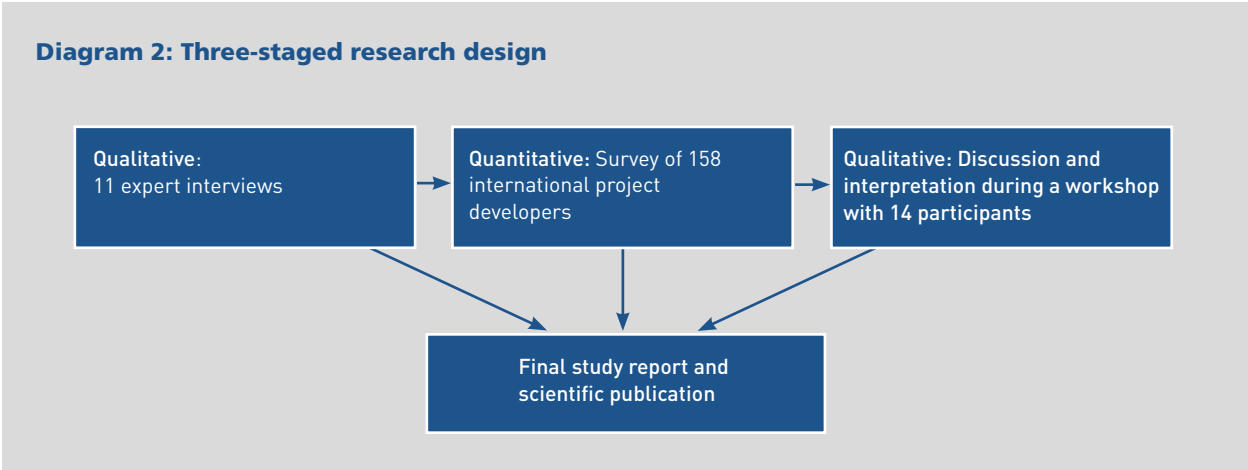 Diagram 2: Three-staged research design
Qualitative:
11 expert interviews
Quantitative: Survey of 158
international project
developers
Qualitative: Discussion and
interpretation during a workshop
with 14 participants
Final study report and
scientific publication